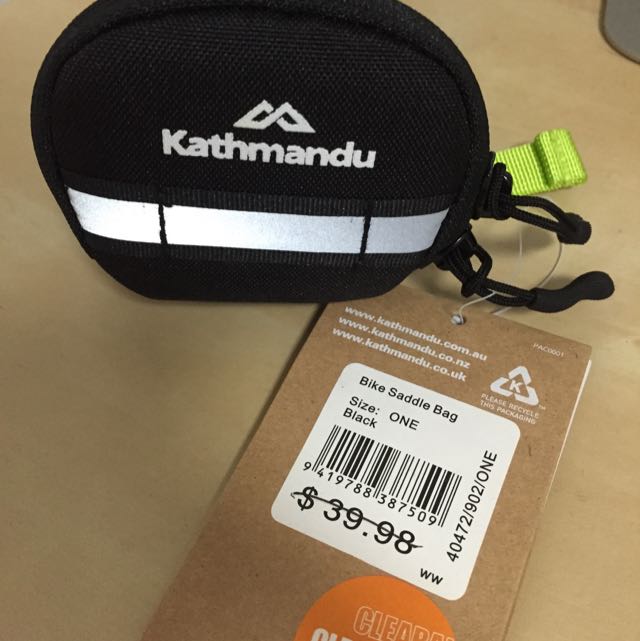 Kathmandu
www.kathmandu.com.au
www.kathmandu.co.nz
www.kathmandu.co.uk
PAC0001
K
PLEASE RECYCLE
THIS PACKAGING
TM
Bike Saddle Bag
Size: ONE
Black
9 419788 387509
$39.98
40472/902/ONE
WW